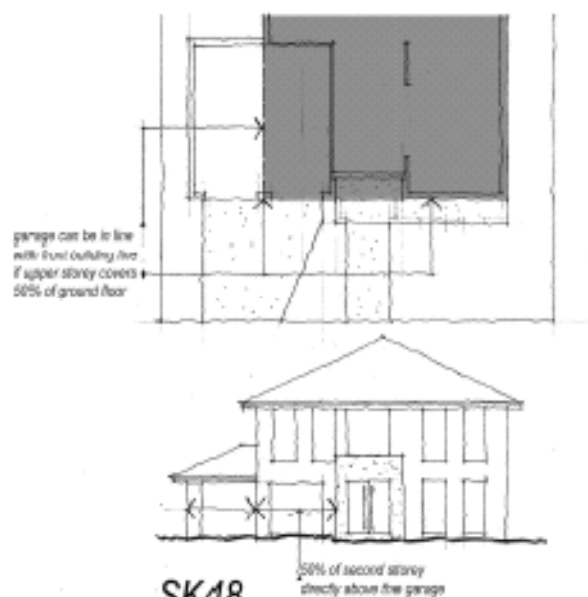 garage can be in line
with front building line
if upper storey covers
50% of ground floor
50% of second storey
directly above the garage
SK48